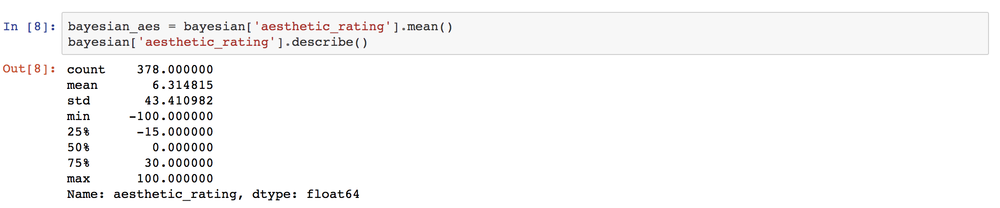 In [8]: bayesian_aes = bayesian['aesthetic_rating'].mean()
bayesian['aesthetic_rating'].describe()
Out[8]: count    378.000000
mean       6.314815
std       43.410982
min     -100.000000
25%      -15.000000
50%        0.000000
75%       30.000000
max      100.000000
Name: aesthetic_rating, dtype: float64